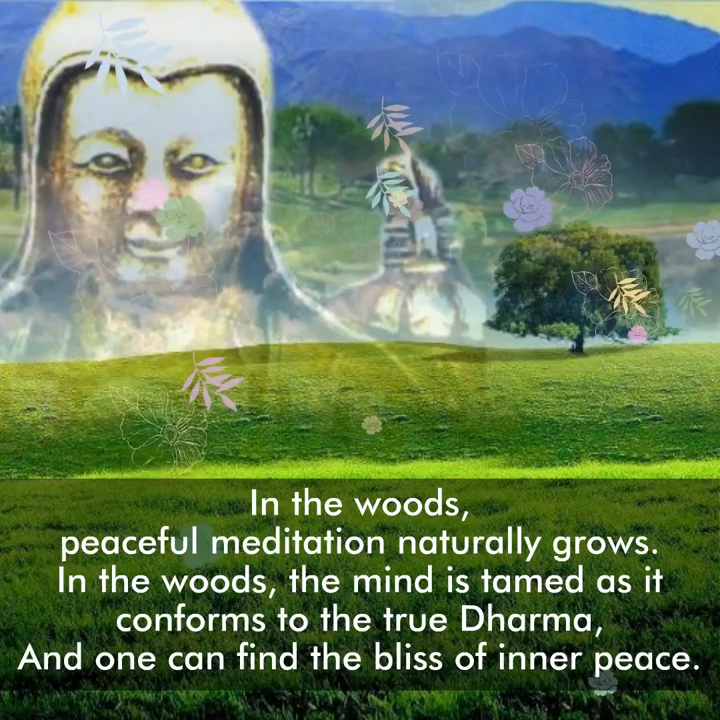 In the woods,
peaceful meditation naturally grows.
In the woods, the mind is tamed as it
conforms to the true Dharma,
And one can find the bliss of inner peace.